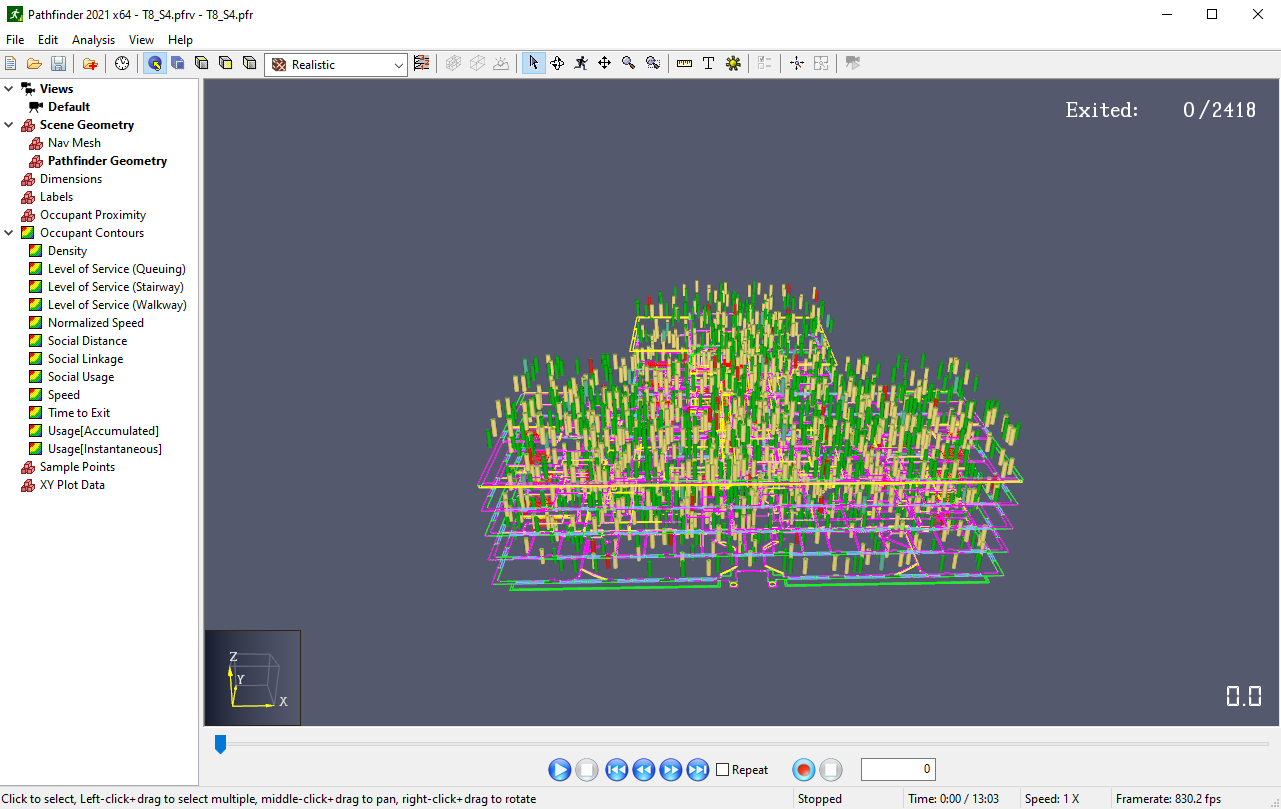 Pathfinder 2021 x64 - T8_S4.pfrv - T8_S4.pfr
File Edit Analysis View Help
Realistic
Views
Default
Scene Geometry
Nav Mesh
Pathfinder Geometry
Dimensions
Labels
Occupant Proximity
Occupant Contours
Density
Level of Service (Queuing)
Level of Service (Stairway)
Level of Service (Walkway)
Normalized Speed
Social Distance
Social Linkage
Social Usage
Speed
Time to Exit
Usage[Accumulated]
Usage[Instantaneous]
Sample Points
XY Plot Data
Exited: 0/2418
Z
Y
X
0.0
Repeat
0
Click to select, Left-click+drag to select multiple, middle-click+drag to pan, right-click+drag to rotate
Stopped
Time: 0:00 / 13:03
Speed: 1 X
Framerate: 830.2 fps